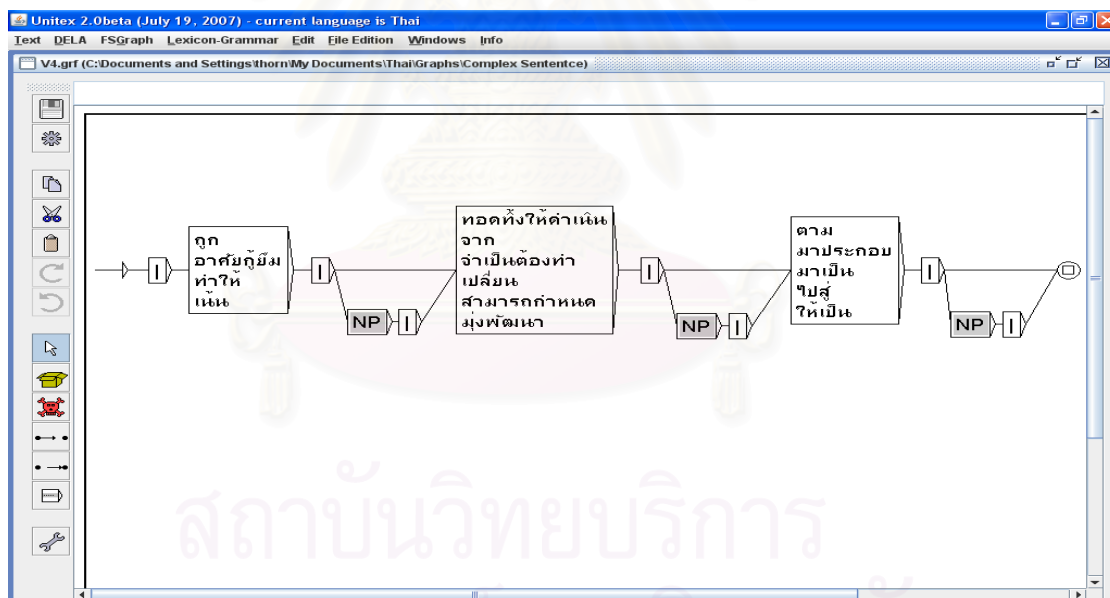 Unitex 2.0beta (July 19, 2007) - current language is Thai
Text DELA FSGraph Lexicon-Grammar Edit File Edition Windows Info
V4.grf (C:\Documents and Settings\thorn\My Documents\Thai\Graphs\Complex Sententce)
| ถูก
อาศัยกู้ยืม
ทำให้
เน้น
|
NP |
ทอดทิ้งให้ดำเนิน
จาก
จำเป็นต้องทำ
เปลี่ยน
สามารถกำหนด
มุ่งพัฒนา
|
NP |
ตาม
มาประกอบ
มาเป็น
ไปสู่
ให้เป็น
|
NP |
สถาบันวิทยบริการ